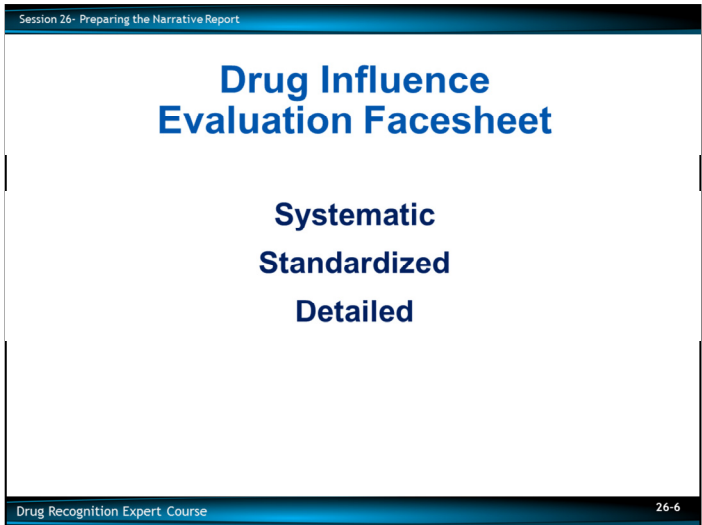 Session 26- Preparing the Narrative Report
Drug Influence
Evaluation Facesheet
Systematic
Standardized
Detailed
Drug Recognition Expert Course
26-6